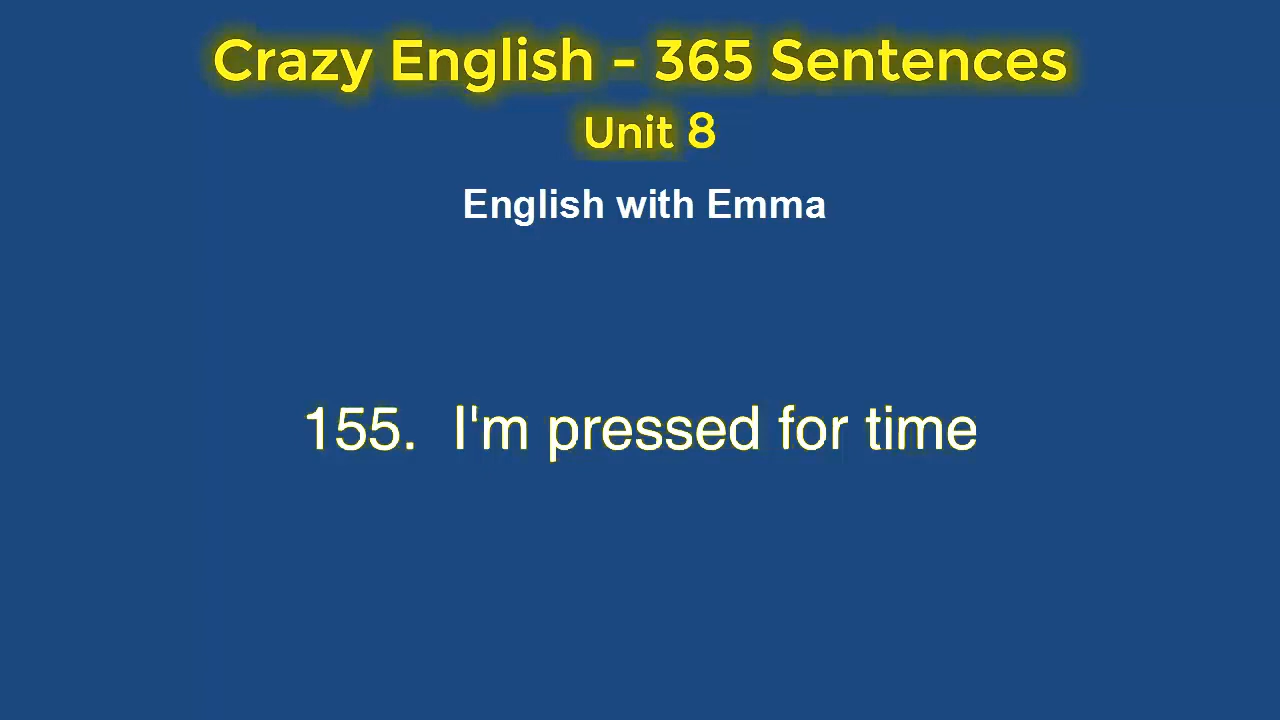 Crazy English - 365 Sentences
Unit 8
English with Emma
155. I'm pressed for time